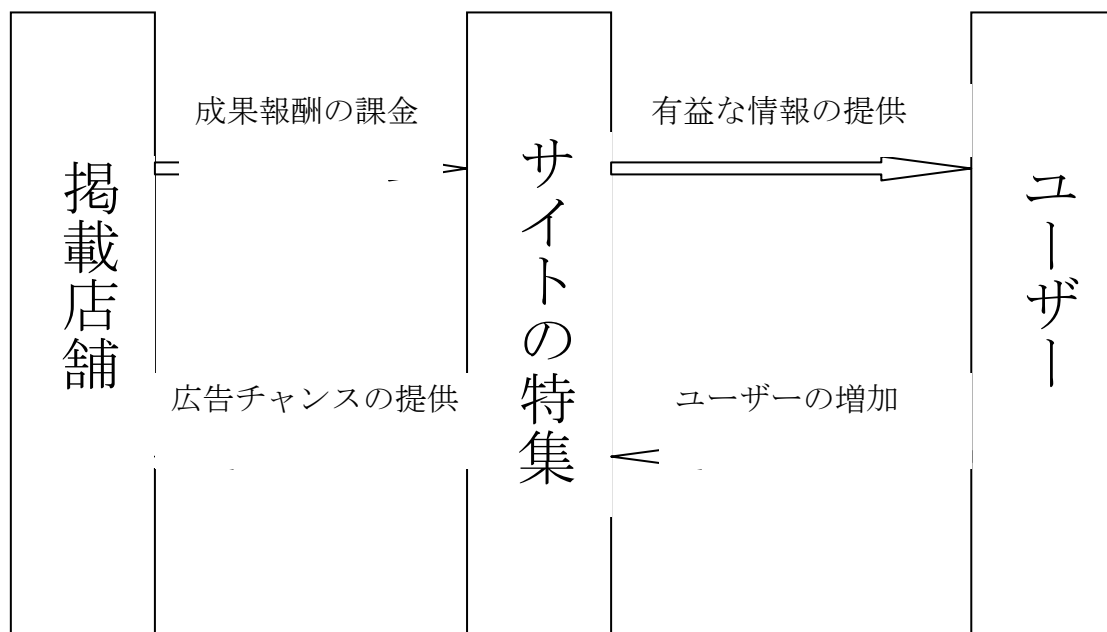 掲載店舗
成果報酬の課金
広告チャンスの提供
サイトの特集
有益な情報の提供
ユーザーの増加
ユーザー